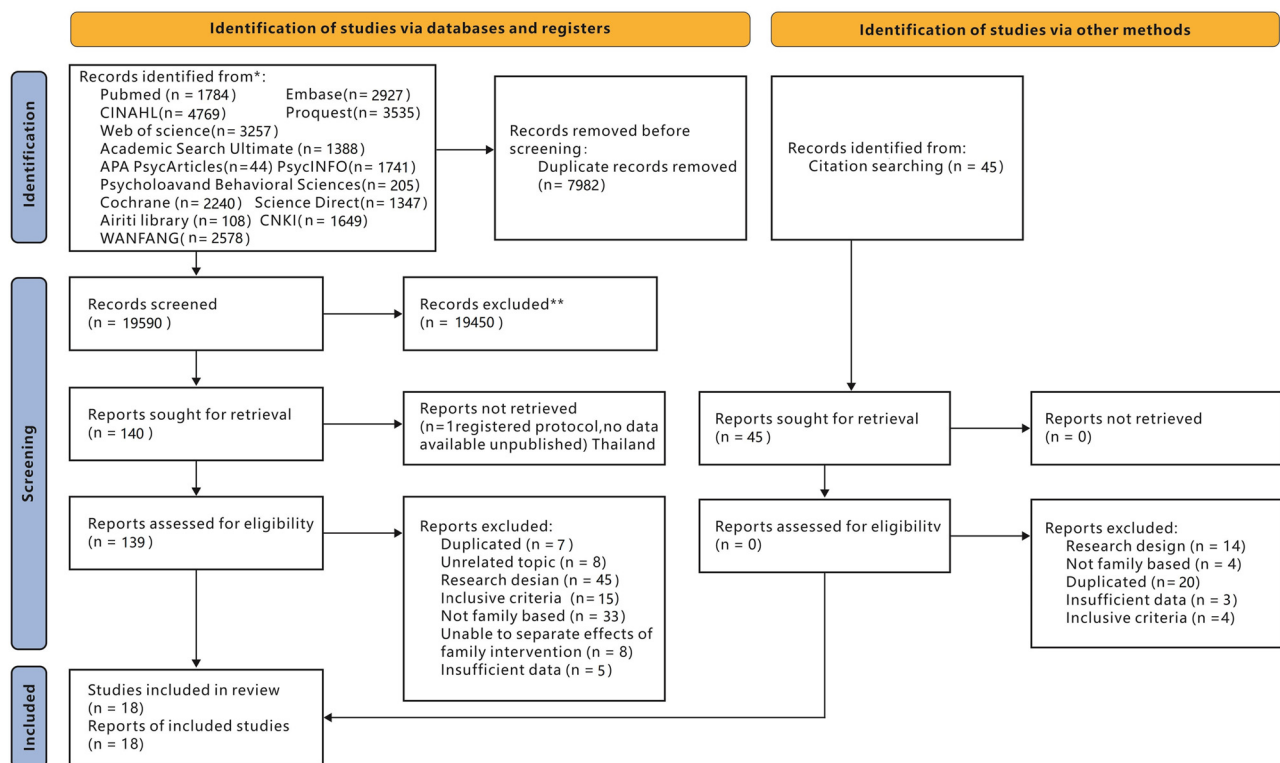 Identification of studies via databases and registers
Identification of studies via other methods
Identification
Records identified from*:
Pubmed (n = 1784) Embase(n= 2927)
CINAHL(n= 4769) Proquest(n= 3535)
Web of science(n= 3257)
Academic Search Ultimate (n = 1388)
APA PsycArticles(n=44) PsycINFO(n=1741)
Psycholoavand Behavioral Sciences(n= 205)
Cochrane (n= 2240) Science Direct(n= 1347)
Airiti library (n= 108) CNKI(n= 1649)
WANFANG( n= 2578)
Records removed before
screening:
Duplicate records removed
(n = 7982)
Records identified from:
Citation searching (n = 45)
Screening
Records screened
(n = 19590 )
Records excluded**
(n = 19450 )
Reports sought for retrieval
(n = 140)
Reports not retrieved
(n=1registered protocol,no data
available unpublished) Thailand
Reports sought for retrieval
(n = 45)
Reports not retrieved
(n = 0)
Reports assessed for eligibility
(n = 139)
Reports excluded:
Duplicated (n = 7 )
Unrelated topic (n = 8)
Research desian (n = 45)
Inclusive criteria (n =15)
Not family based (n = 33)
Unable to separate effects of
family intervention (n = 8)
Insufficient data (n = 5 )
Reports assessed for eligibilitv
(n = 0)
Reports excluded:
Research design (n = 14)
Not family based (n = 4)
Duplicated (n= 20)
Insufficient data (n = 3)
Inclusive criteria (n =4)
Included
Studies included in review
(n = 18)
Reports of included studies
(n = 18)